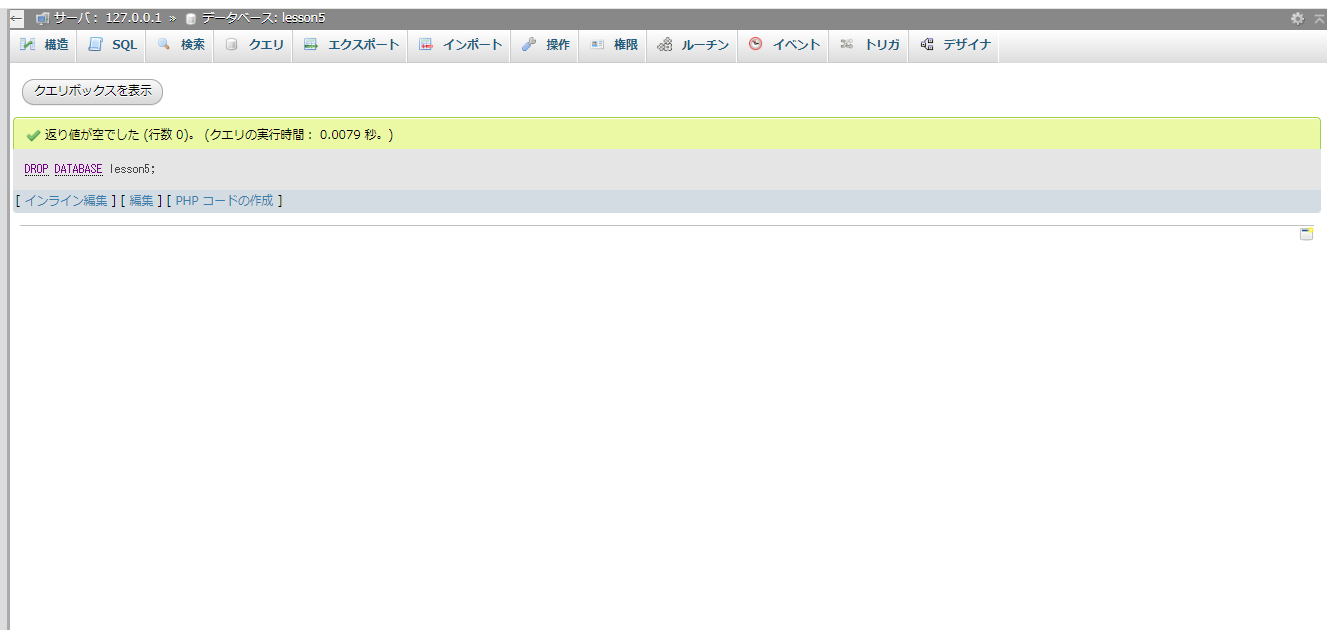 サーバ: 127.0.0.1 » データベース: lesson5
構造 SQL 検索 クエリ エクスポート インポート 操作 権限 ルーチン イベント トリガ デザイナ
クエリボックスを表示
返り値が空でした (行数 0)。 (クエリの実行時間： 0.0079 秒。)
DROP DATABASE lesson5;
[ インライン編集 ] [ 編集 ] [ PHP コードの作成 ]